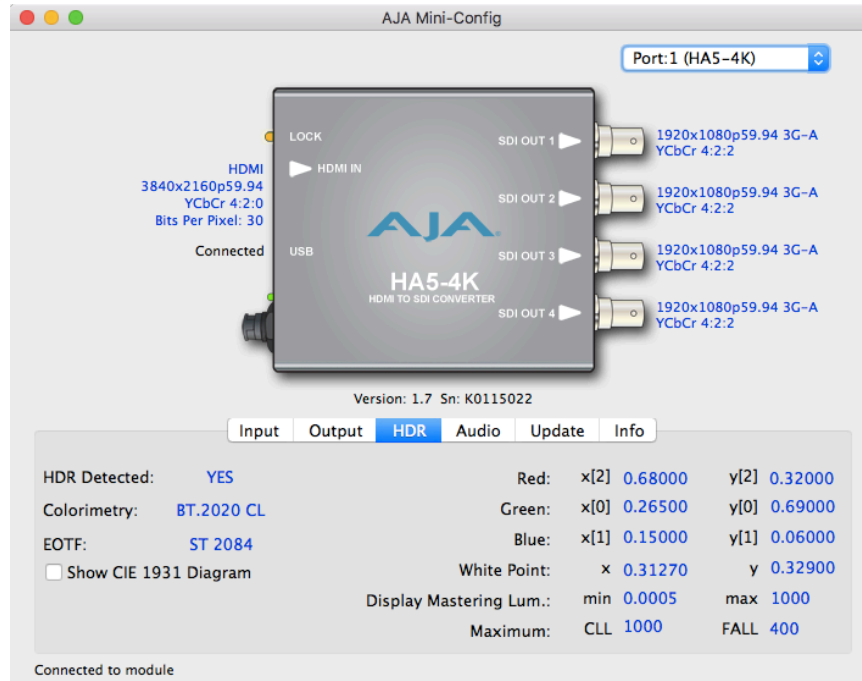 AJA Mini-Config
Port:1 (HA5-4K)
LOCK
HDMI IN
USB
HDMI
3840x2160p59.94
YCbCr 4:2:0
Bits Per Pixel: 30
Connected
AJA
HA5-4K
HDMI TO SDI CONVERTER
SDI OUT 1
SDI OUT 2
SDI OUT 3
SDI OUT 4
1920x1080p59.94 3G-A
YCbCr 4:2:2
1920x1080p59.94 3G-A
YCbCr 4:2:2
1920x1080p59.94 3G-A
YCbCr 4:2:2
1920x1080p59.94 3G-A
YCbCr 4:2:2
Version: 1.7 Sn: K0115022
Input Output HDR Audio Update Info
HDR Detected: YES
Colorimetry: BT.2020 CL
EOTF: ST 2084
Show CIE 1931 Diagram
Red: x[2] 0.68000 y[2] 0.32000
Green: x[0] 0.26500 y[0] 0.69000
Blue: x[1] 0.15000 y[1] 0.06000
White Point: x 0.31270 y 0.32900
Display Mastering Lum.: min 0.0005 max 1000
Maximum: CLL 1000 FALL 400
Connected to module